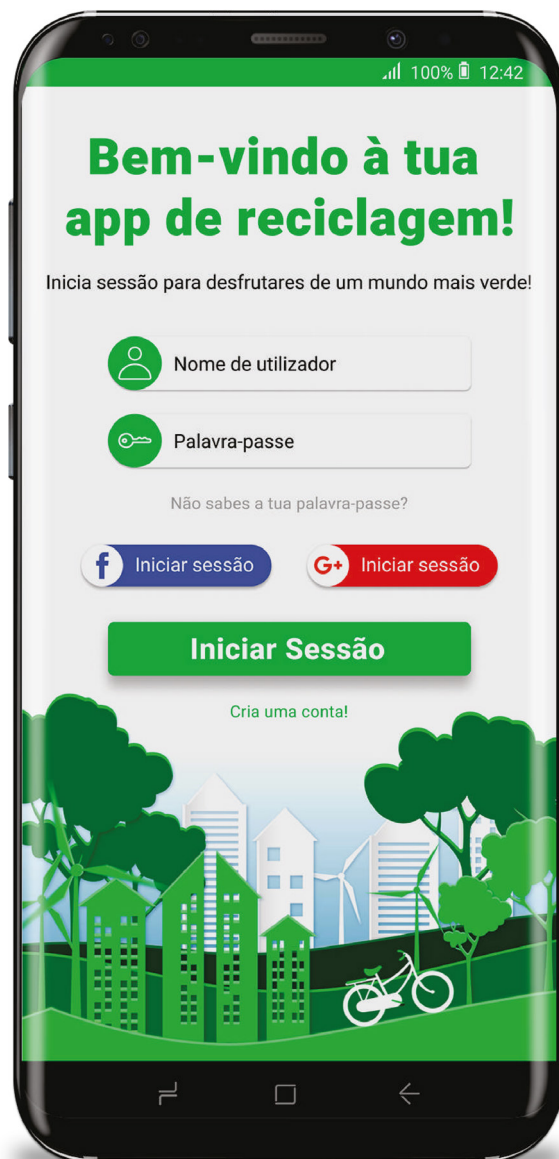 100% 12:42
Bem-vindo à tua
app de reciclagem!
Inicia sessão para desfrutares de um mundo mais verde!
Nome de utilizador
Palavra-passe
Não sabes a tua palavra-passe?
f Iniciar sessão G+ Iniciar sessão
Iniciar Sessão
Cria uma conta!